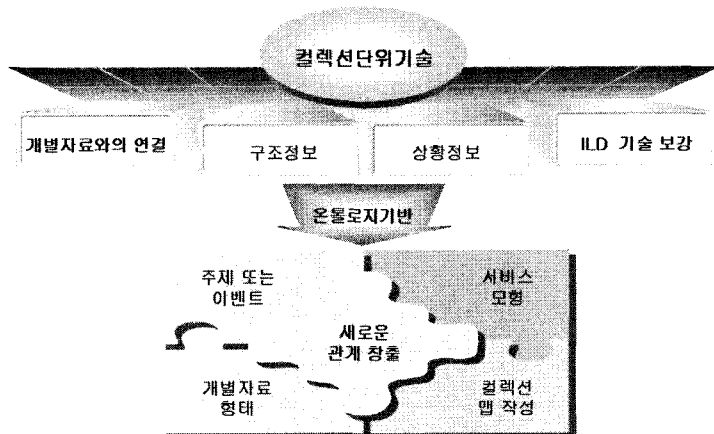 컬렉션단위기술
개별자료와의 연결
구조정보
상황정보
ILD 기술 보강
온톨로지기반
주제 또는
이벤트
서비스
모형
새로운
관계 창출
개별자료
형태
컬렉션
맵 작성